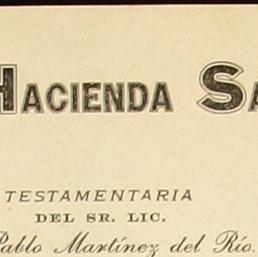 HACIENDA SA
TESTAMENTARIA
DEL SR. LIC.
Pablo Martínez del Río.